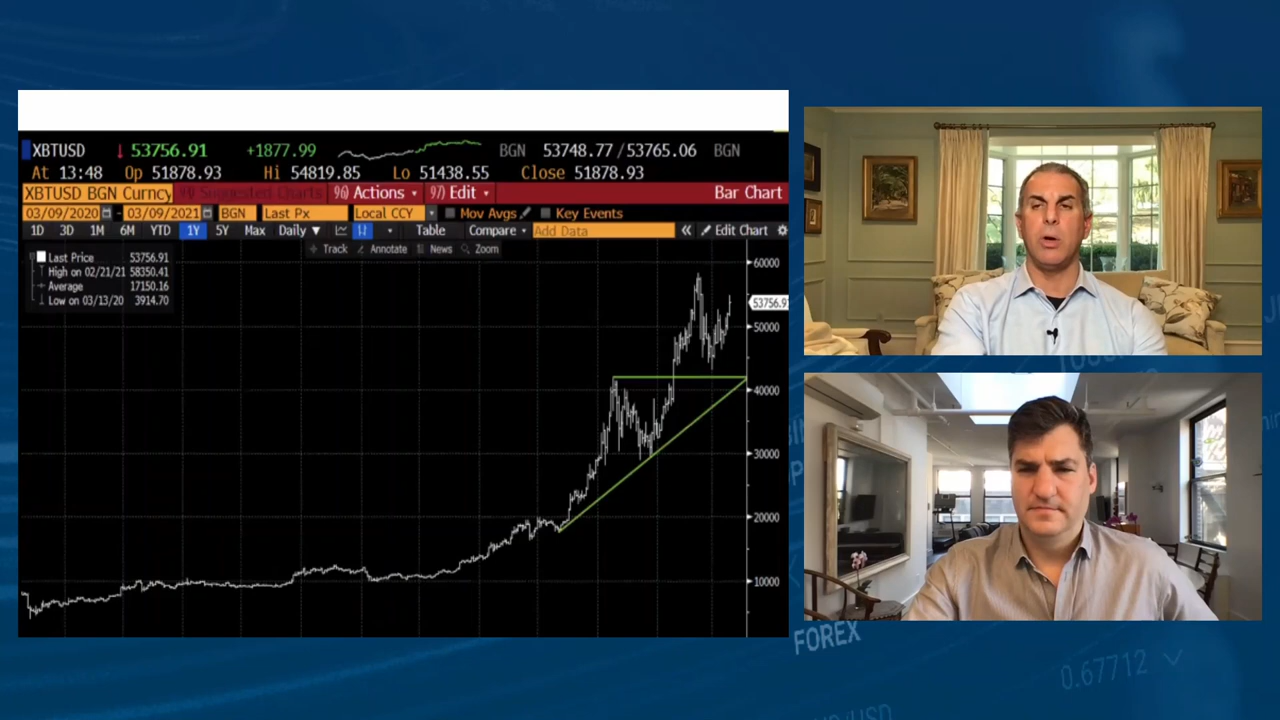 XBTUSD 53756.91 +1877.99 BGN 53748.77/53765.06 BGN
At 13:48 Op 51878.93 Hi 54819.85 Lo 51438.55 Close 51878.93
XBTUSD BGN Curncy Suggested Charts 96) Actions 97) Edit Bar Chart
03/09/2020 - 03/09/2021 BGN Last Px Local CCY Mov Avgs Key Events
1D 3D 1M 6M YTD 1Y 5Y Max Daily Table Compare Add Data Edit Chart
Track Annotate News Zoom
Last Price 53756.91
High on 02/21/21 58350.41
Average 17150.16
Low on 03/13/20 3914.70
60000
53756.91
50000
40000
30000
20000
10000
FOREX
0.67712